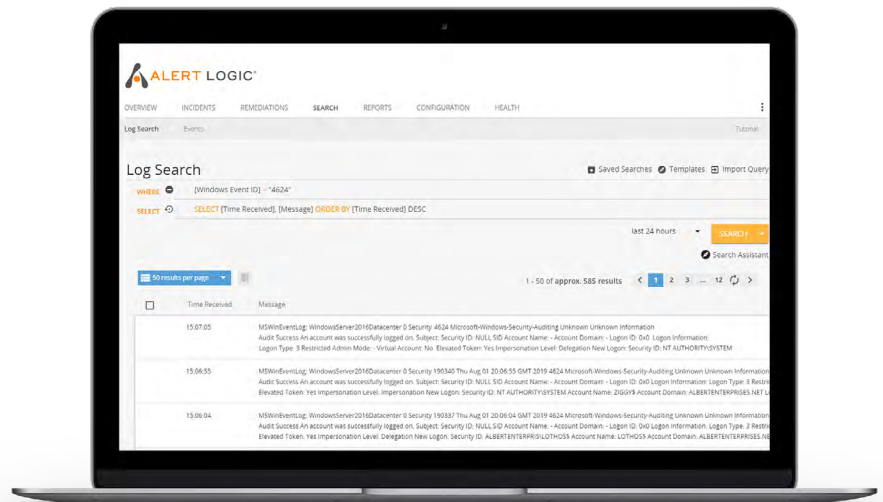 ALERT LOGIC®
OVERVIEW INCIDENTS REMEDIATIONS SEARCH REPORTS CONFIGURATION HEALTH
Log Search Events Tutorial
Log Search Saved Searches Templates Import Query
WHERE [Windows Event ID] = "4624"
SELECT SELECT [Time Received], [Message] ORDER BY [Time Received] DESC
last 24 hours SEARCH
Search Assistant
50 results per page 1 - 50 of approx. 585 results 1 2 3 ... 12
Time Received Message
15:07:05 MSWinEventLog: WindowsServer2016Datacenter 0 Security 4624 Microsoft-Windows-Security-Auditing Unknown Unknown Information
Audit Success An account was successfully logged on. Subject: Security ID: NULL SID Account Name: - Account Domain: - Logon ID: 0x0 Logon Information:
Logon Type: 3 Restricted Admin Mode: - Virtual Account: No Elevated Token: Yes Impersonation Level: Delegation New Logon: Security ID: NT AUTHORITY\SYSTEM
15:06:55 MSWinEventLog: WindowsServer2016Datacenter 0 Security 190340 Thu Aug 01 20:06:55 GMT 2019 4624 Microsoft-Windows-Security-Auditing Unknown Unknown Information
Audit Success An account was successfully logged on. Subject: Security ID: NULL SID Account Name: - Account Domain: - Logon ID: 0x0 Logon Information: Logon Type: 3 Restri
Elevated Token: Yes Impersonation Level: Impersonation New Logon: Security ID: NT AUTHORITY\SYSTEM Account Name: ZIGGY$ Account Domain: ALBERTENTERPRISES.NET L
15:06:04 MSWinEventLog: WindowsServer2016Datacenter 0 Security 190337 Thu Aug 01 20:06:04 GMT 2019 4624 Microsoft-Windows-Security-Auditing Unknown Unknown Information
Audit Success An account was successfully logged on. Subject: Security ID: NULL SID Account Name: - Account Domain: - Logon ID: 0x0 Logon Information: Logon Type: 3 Restri
Elevated Token: Yes Impersonation Level: Delegation New Logon: Security ID: ALBERTENTERPRIS\LOTHOS$ Account Name: LOTHOS$ Account Domain: ALBERTENTERPRISES.NE